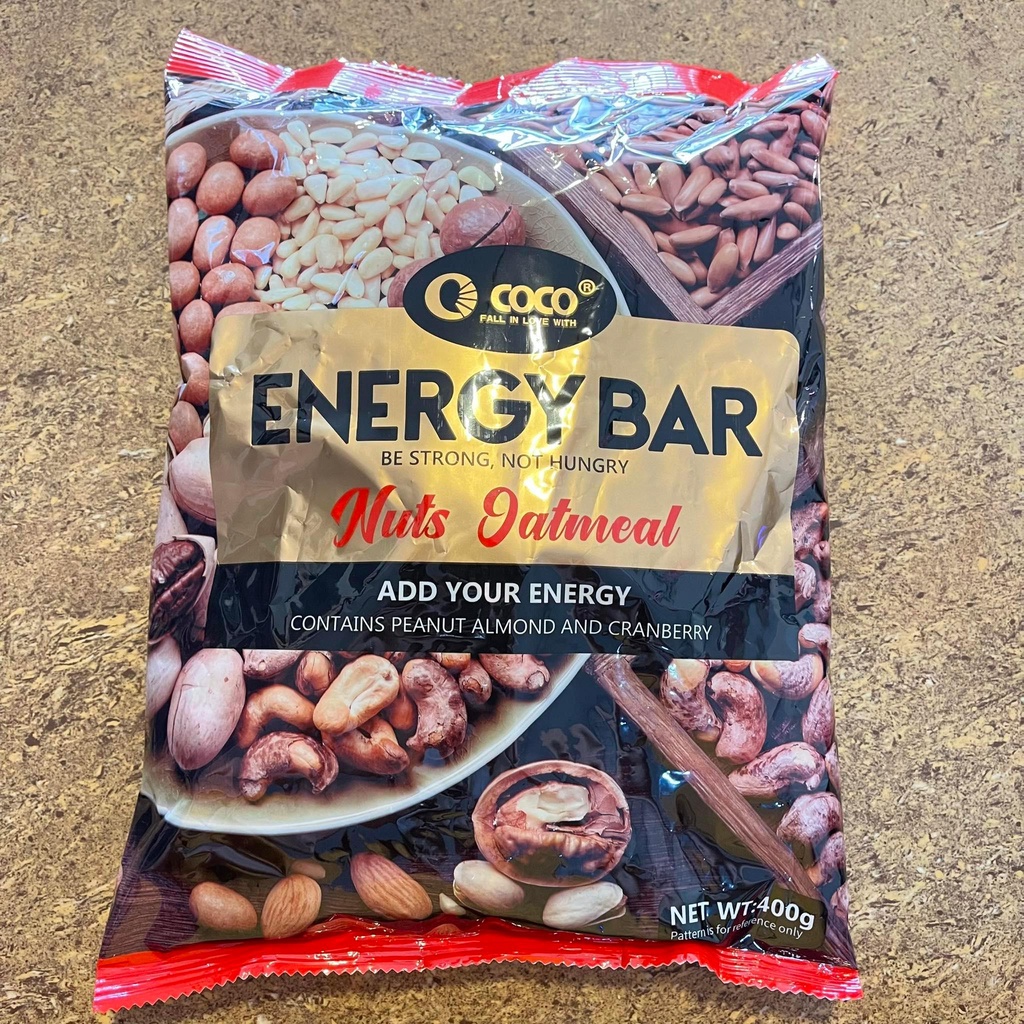 COCO®
FALL IN LOVE WITH
ENERGY BAR
BE STRONG, NOT HUNGRY
Nuts Oatmeal
ADD YOUR ENERGY
CONTAINS PEANUT ALMOND AND CRANBERRY
NET WT:400g
Pattern is for reference only